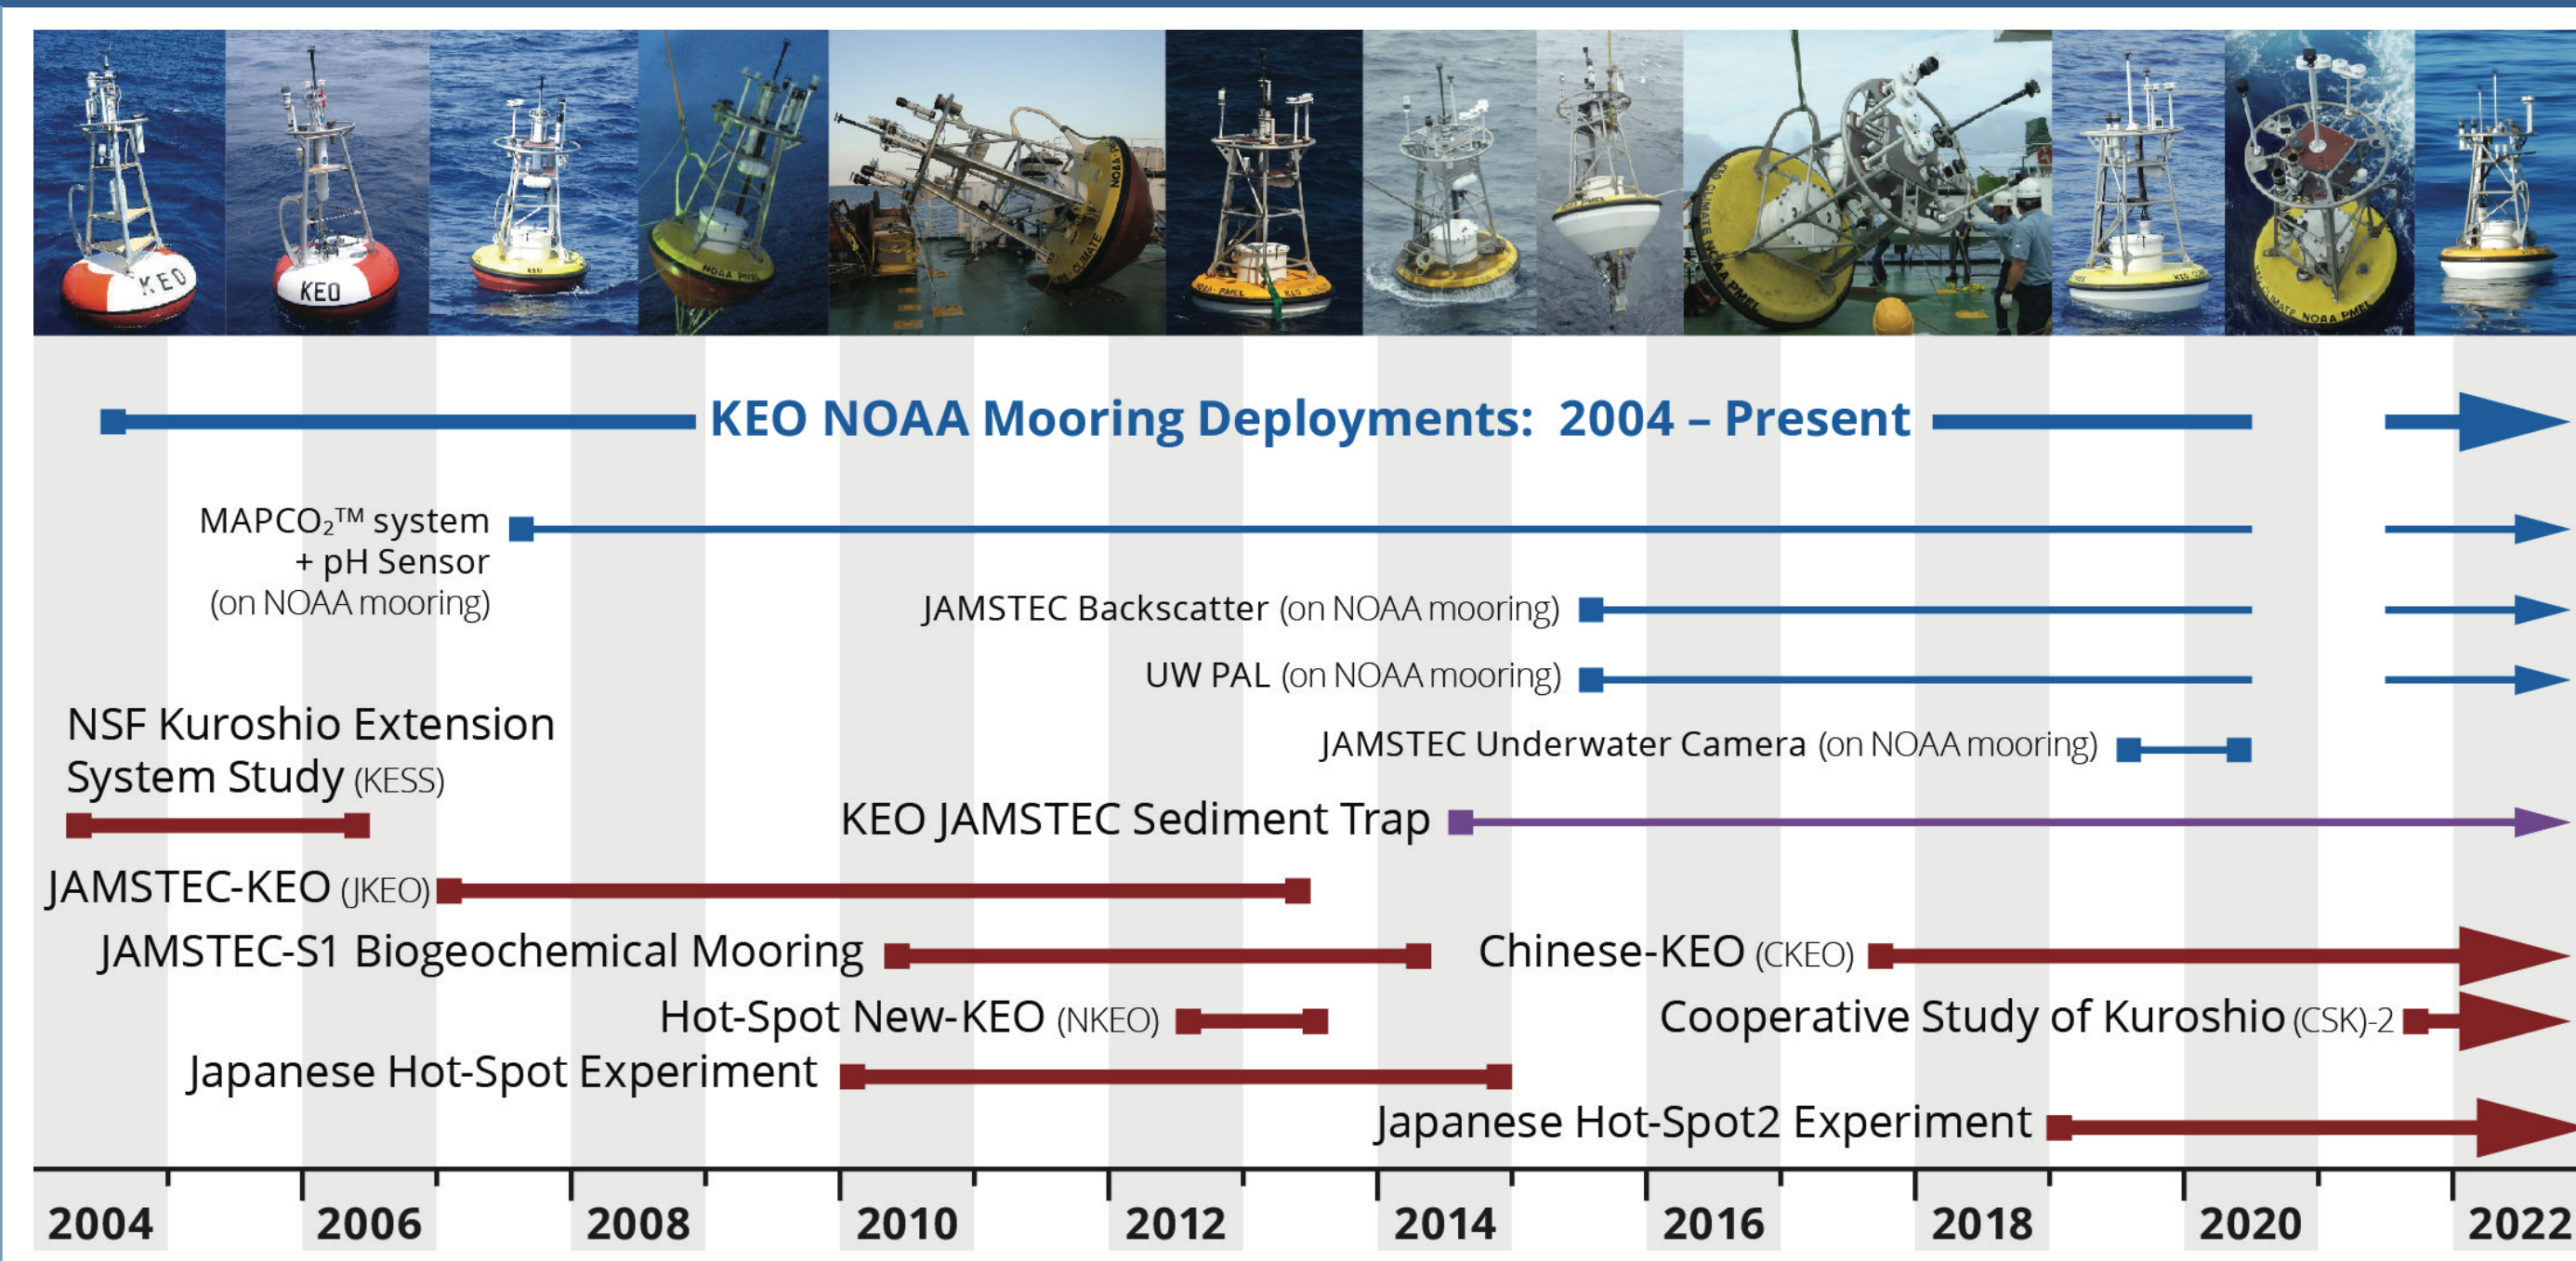 KEO
KEO
KEO
NOAA PMEL
KEO NOAA Mooring Deployments: 2004 – Present
MAPCO₂™ system
+ pH Sensor
(on NOAA mooring)
JAMSTEC Backscatter (on NOAA mooring)
UW PAL (on NOAA mooring)
NSF Kuroshio Extension
System Study (KESS)
JAMSTEC Underwater Camera (on NOAA mooring)
KEO JAMSTEC Sediment Trap
JAMSTEC-KEO (JKEO)
JAMSTEC-S1 Biogeochemical Mooring
Chinese-KEO (CKEO)
Hot-Spot New-KEO (NKEO)
Cooperative Study of Kuroshio (CSK)-2
Japanese Hot-Spot Experiment
Japanese Hot-Spot2 Experiment
2004 2006 2008 2010 2012 2014 2016 2018 2020 2022